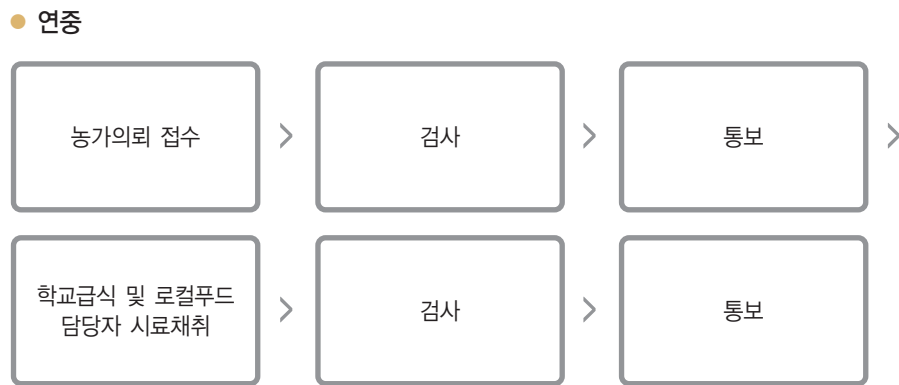 연중
농가의뢰 접수
검사
통보
학교급식 및 로컬푸드
담당자 시료채취
검사
통보